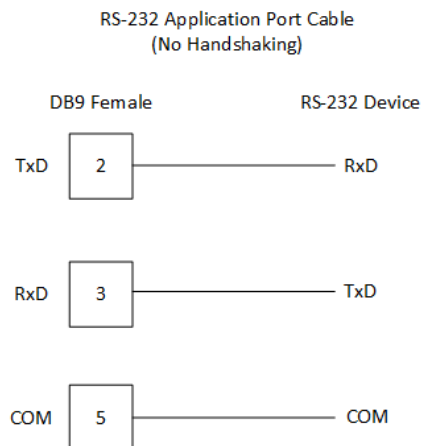 RS-232 Application Port Cable
(No Handshaking)
DB9 Female RS-232 Device
TxD 2 RxD
RxD 3 TxD
COM 5 COM